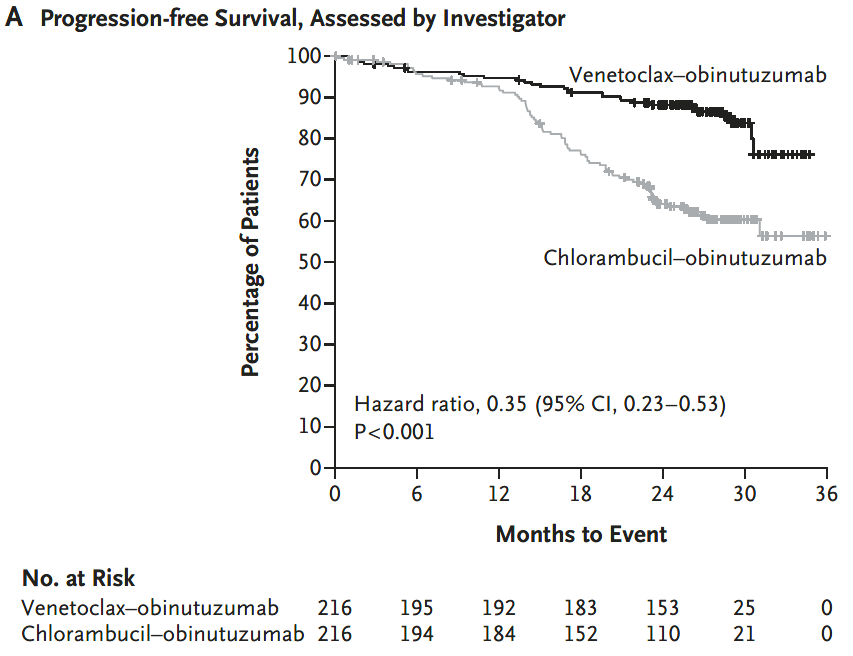 A Progression-free Survival, Assessed by Investigator
100
90
80
70
60
50
40
30
20
10
0
Percentage of Patients
Venetoclax–obinutuzumab
Chlorambucil–obinutuzumab
Hazard ratio, 0.35 (95% CI, 0.23–0.53)
P<0.001
0 6 12 18 24 30 36
Months to Event
No. at Risk
Venetoclax–obinutuzumab 216 195 192 183 153 25 0
Chlorambucil–obinutuzumab 216 194 184 152 110 21 0